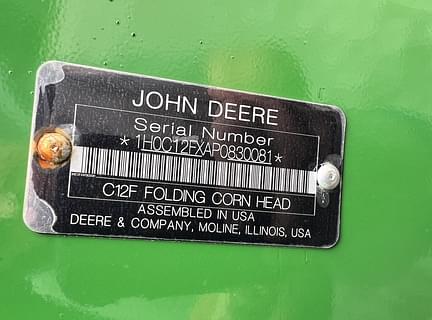 JOHN DEERE
Serial Number
*1H0C12FXAP0830081*
C12F FOLDING CORN HEAD
ASSEMBLED IN USA
DEERE & COMPANY, MOLINE, ILLINOIS, USA